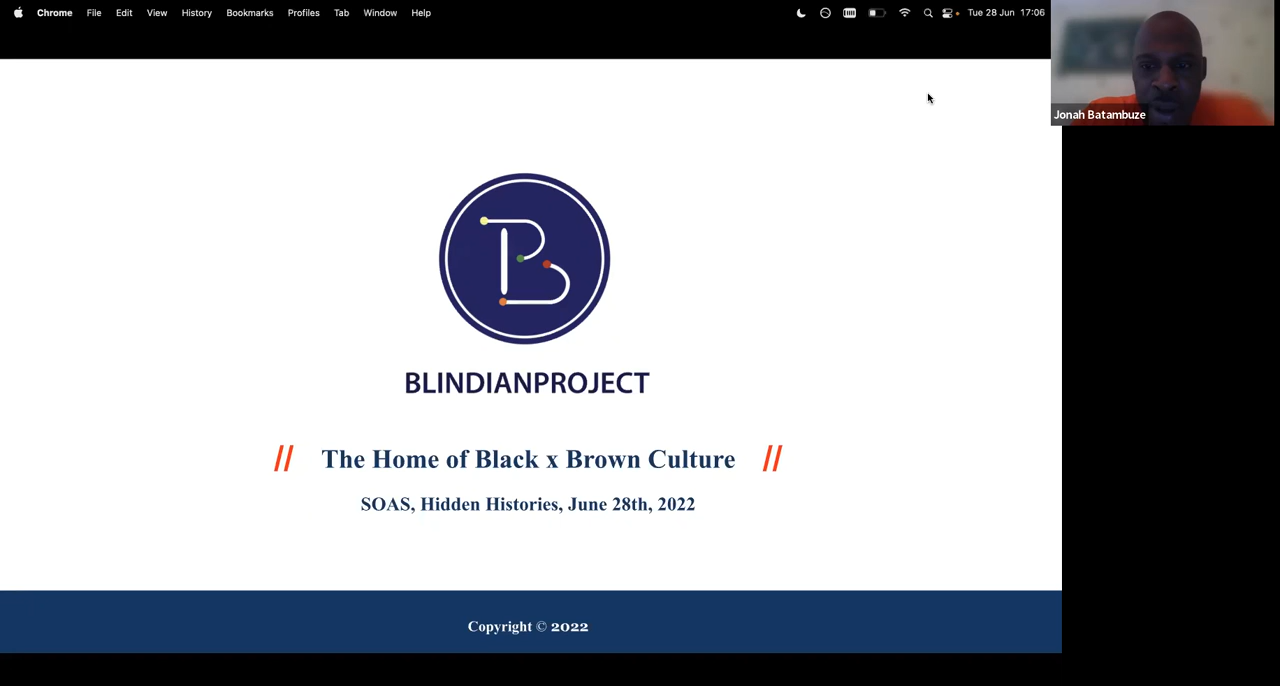 Chrome File Edit View History Bookmarks Profiles Tab Window Help Tue 28 Jun 17:06
Jonah Batambuze
B
BLINDIANPROJECT
// The Home of Black x Brown Culture //
SOAS, Hidden Histories, June 28th, 2022
Copyright © 2022